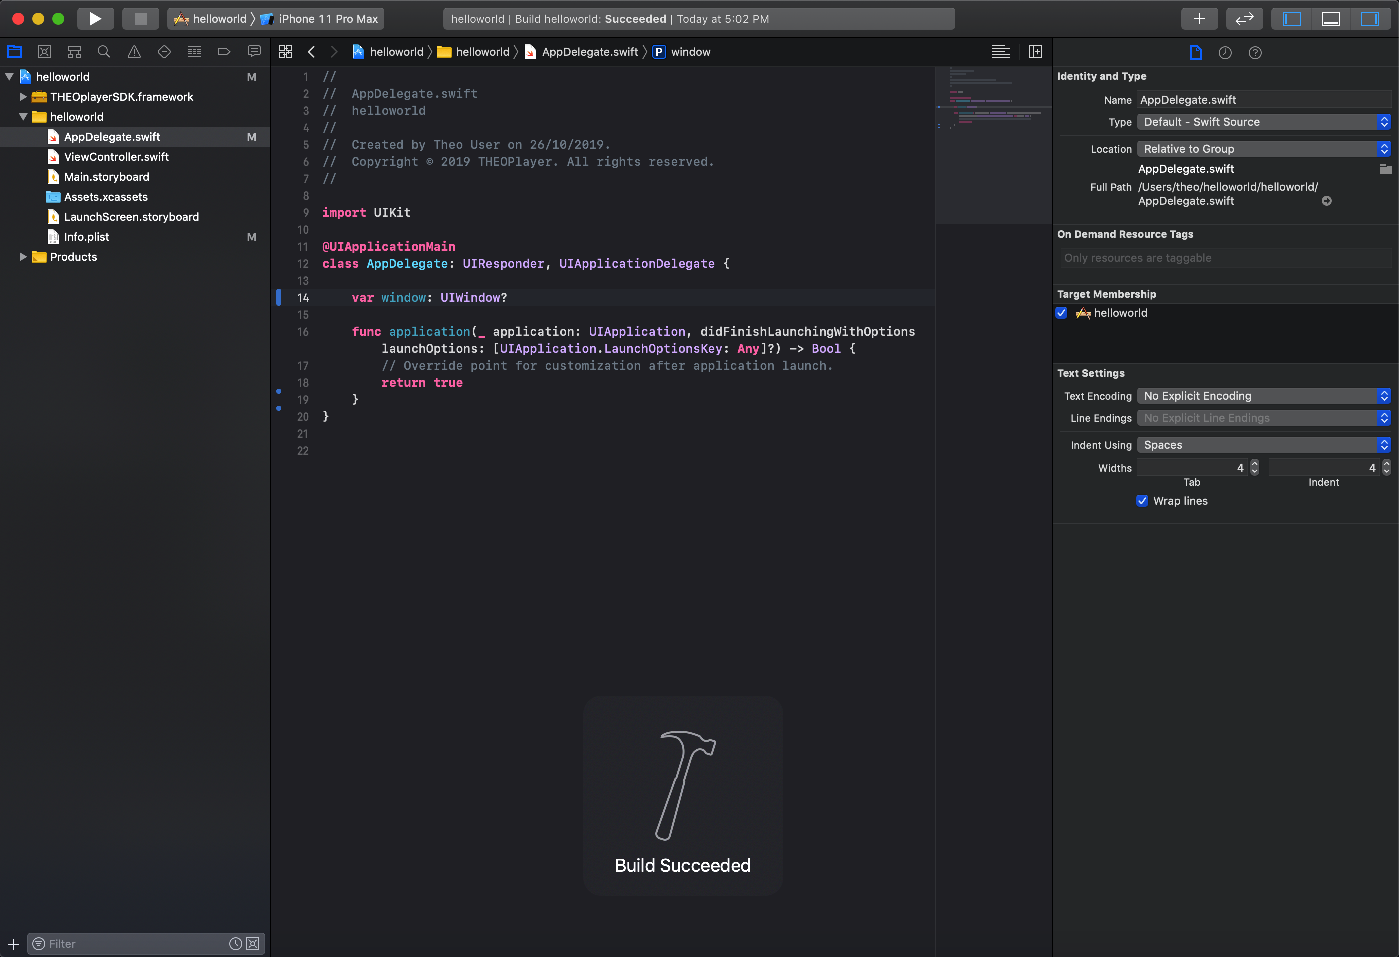 helloworld 〉 iPhone 11 Pro Max
helloworld | Build helloworld: Succeeded | Today at 5:02 PM
helloworld 〉 helloworld 〉 AppDelegate.swift 〉 P window
helloworld M
THEOplayerSDK.framework
helloworld
AppDelegate.swift M
ViewController.swift
Main.storyboard
Assets.xcassets
LaunchScreen.storyboard
Info.plist M
Products
Filter
1 //
2 // AppDelegate.swift
3 // helloworld
4 //
5 // Created by Theo User on 26/10/2019.
6 // Copyright © 2019 THEOPlayer. All rights reserved.
7 //
8
9 import UIKit
10
11 @UIApplicationMain
12 class AppDelegate: UIResponder, UIApplicationDelegate {
13
14 var window: UIWindow?
15
16 func application(_ application: UIApplication, didFinishLaunchingWithOptions
launchOptions: [UIApplication.LaunchOptionsKey: Any]?) -> Bool {
17 // Override point for customization after application launch.
18 return true
19 }
20 }
21
22
Build Succeeded
Identity and Type
Name AppDelegate.swift
Type Default - Swift Source
Location Relative to Group
AppDelegate.swift
Full Path /Users/theo/helloworld/helloworld/
AppDelegate.swift
On Demand Resource Tags
Only resources are taggable
Target Membership
helloworld
Text Settings
Text Encoding No Explicit Encoding
Line Endings No Explicit Line Endings
Indent Using Spaces
Widths 4 4
Tab Indent
Wrap lines